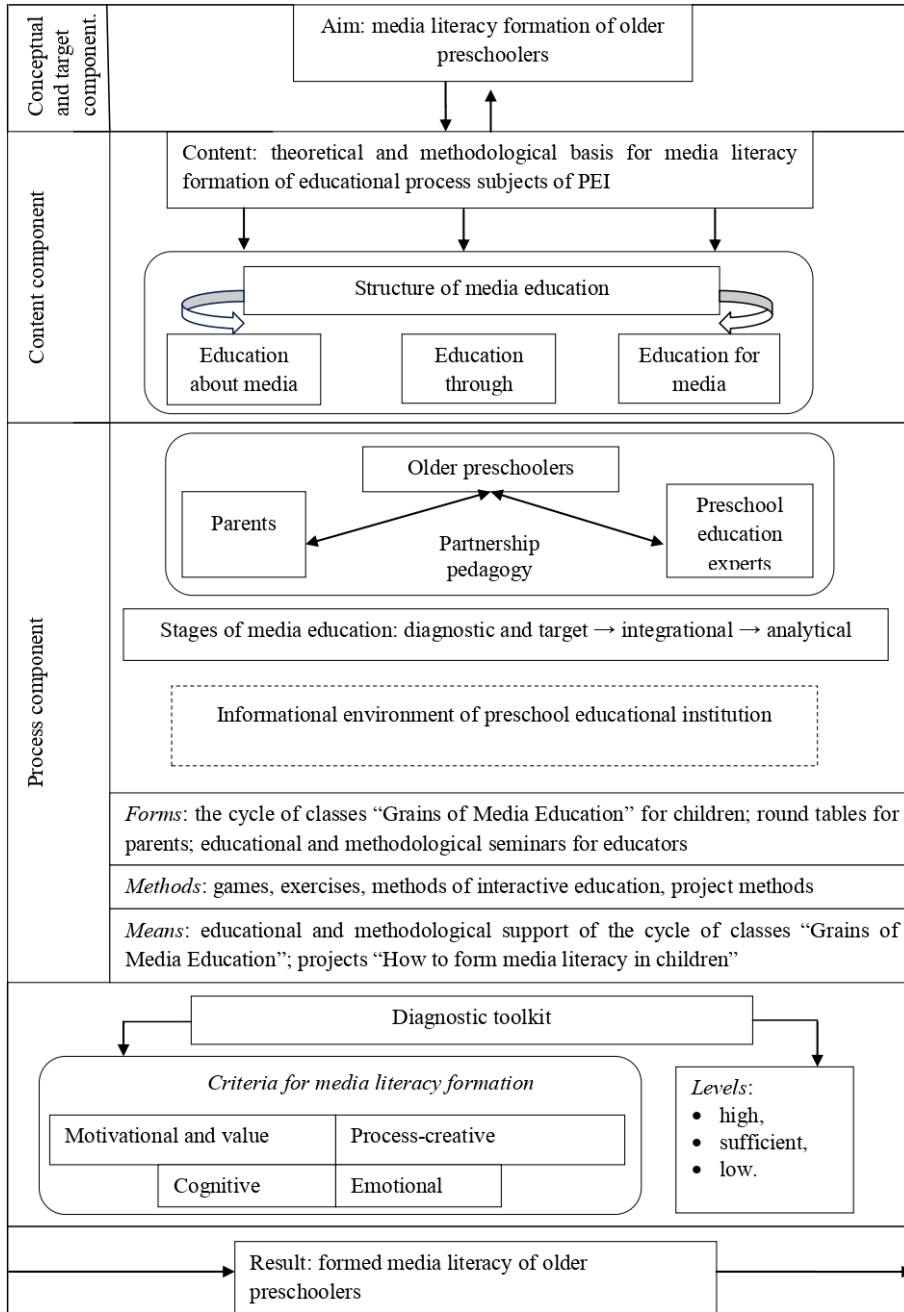 Conceptual
and target
component.
Aim: media literacy formation of older
preschoolers
Content component
Content: theoretical and methodological basis for media literacy
formation of educational process subjects of PEI
Structure of media education
Education
about media
Education
through
Education for
media
Process component
Older preschoolers
Parents
Preschool
education
experts
Partnership
pedagogy
Stages of media education: diagnostic and target → integrational → analytical
Informational environment of preschool educational institution
Forms: the cycle of classes “Grains of Media Education” for children; round tables for
parents; educational and methodological seminars for educators
Methods: games, exercises, methods of interactive education, project methods
Means: educational and methodological support of the cycle of classes “Grains of
Media Education”; projects “How to form media literacy in children”
Diagnostic toolkit
Criteria for media literacy formation
Motivational and value
Process-creative
Cognitive
Emotional
Levels:
• high,
• sufficient,
• low.
Result: formed media literacy of older
preschoolers